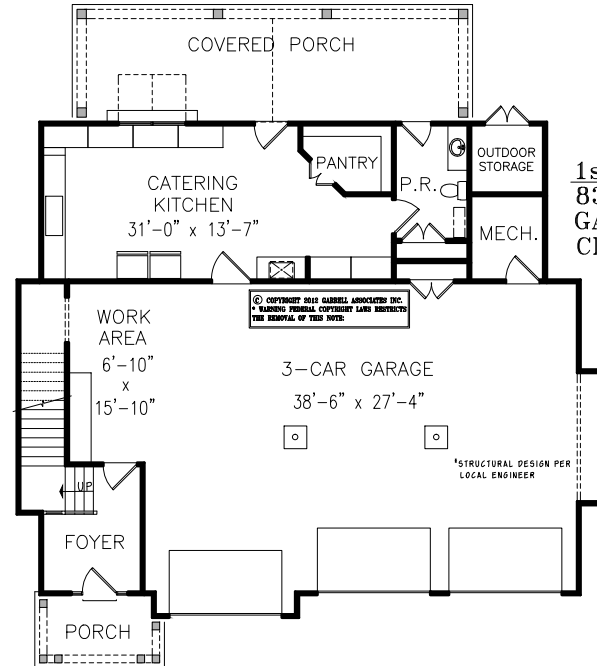 COVERED PORCH
PANTRY
OUTDOOR
STORAGE
CATERING
KITCHEN
31'-0" x 13'-7"
P.R.
MECH.
© COPYRIGHT 2012 GARRELL ASSOCIATES INC.
* WARNING FEDERAL COPYRIGHT LAWS RESTRICTS
THE REMOVAL OF THIS NOTE:
WORK
AREA
6'-10"
x
15'-10"
3-CAR GARAGE
38'-6" x 27'-4"
*STRUCTURAL DESIGN PER
LOCAL ENGINEER
UP
FOYER
PORCH
1s
83
GA